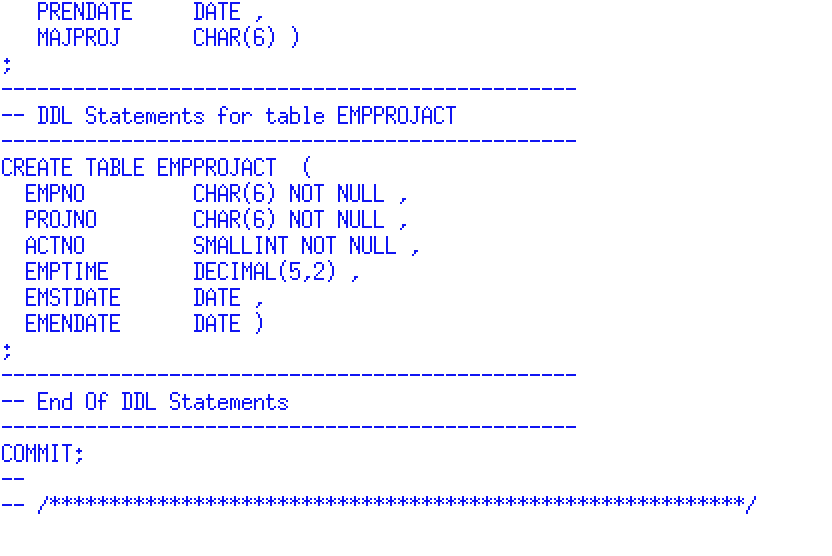 PRENDATE     DATE ,
MAJPROJ      CHAR(6) )
;
------------------------------------------------
-- DDL Statements for table EMPPROJACT
------------------------------------------------
CREATE TABLE EMPPROJACT  (
  EMPNO         CHAR(6) NOT NULL ,
  PROJNO        CHAR(6) NOT NULL ,
  ACTNO         SMALLINT NOT NULL ,
  EMPTIME       DECIMAL(5,2) ,
  EMSTDATE      DATE ,
  EMENDATE      DATE )
;
------------------------------------------------
-- End Of DDL Statements
------------------------------------------------
COMMIT;
--
-- /**********************************************************/